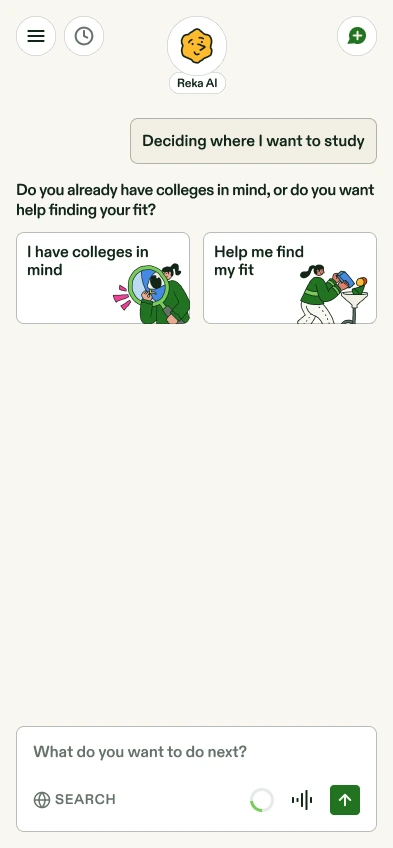 Reka AI
Deciding where I want to study
Do you already have colleges in mind, or do you want
help finding your fit?
I have colleges in
mind
Help me find
my fit
What do you want to do next?
SEARCH